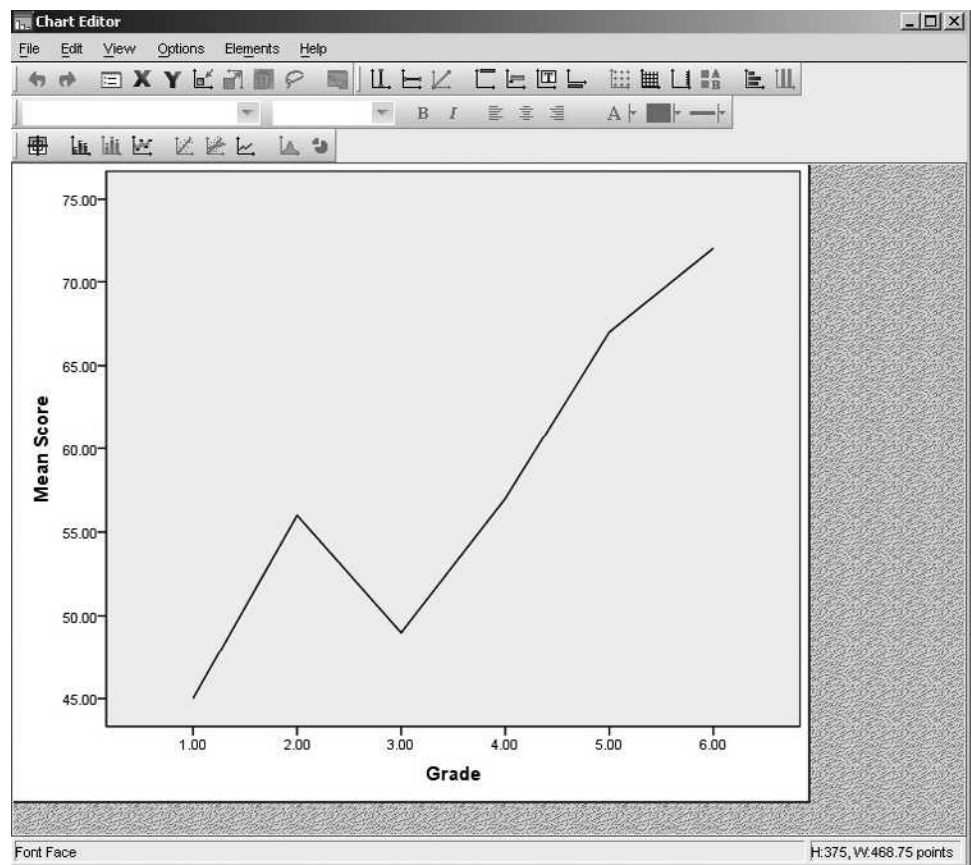 Chart Editor
File Edit View Options Elements Help
X Y
B I A
75.00
70.00
65.00
60.00
55.00
50.00
45.00
Mean Score
1.00 2.00 3.00 4.00 5.00 6.00
Grade
Font Face H:375, W:468.75 points